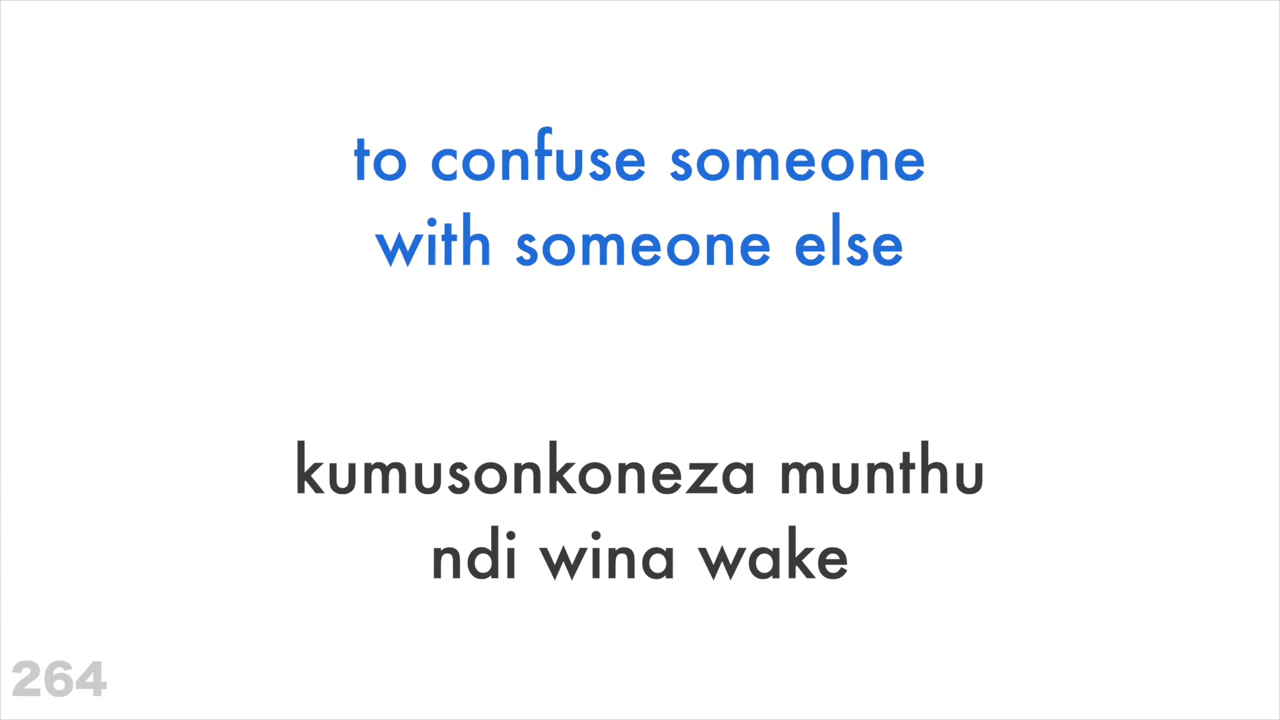 to confuse someone
with someone else
kumusonkoneza munthu
ndi wina wake
264